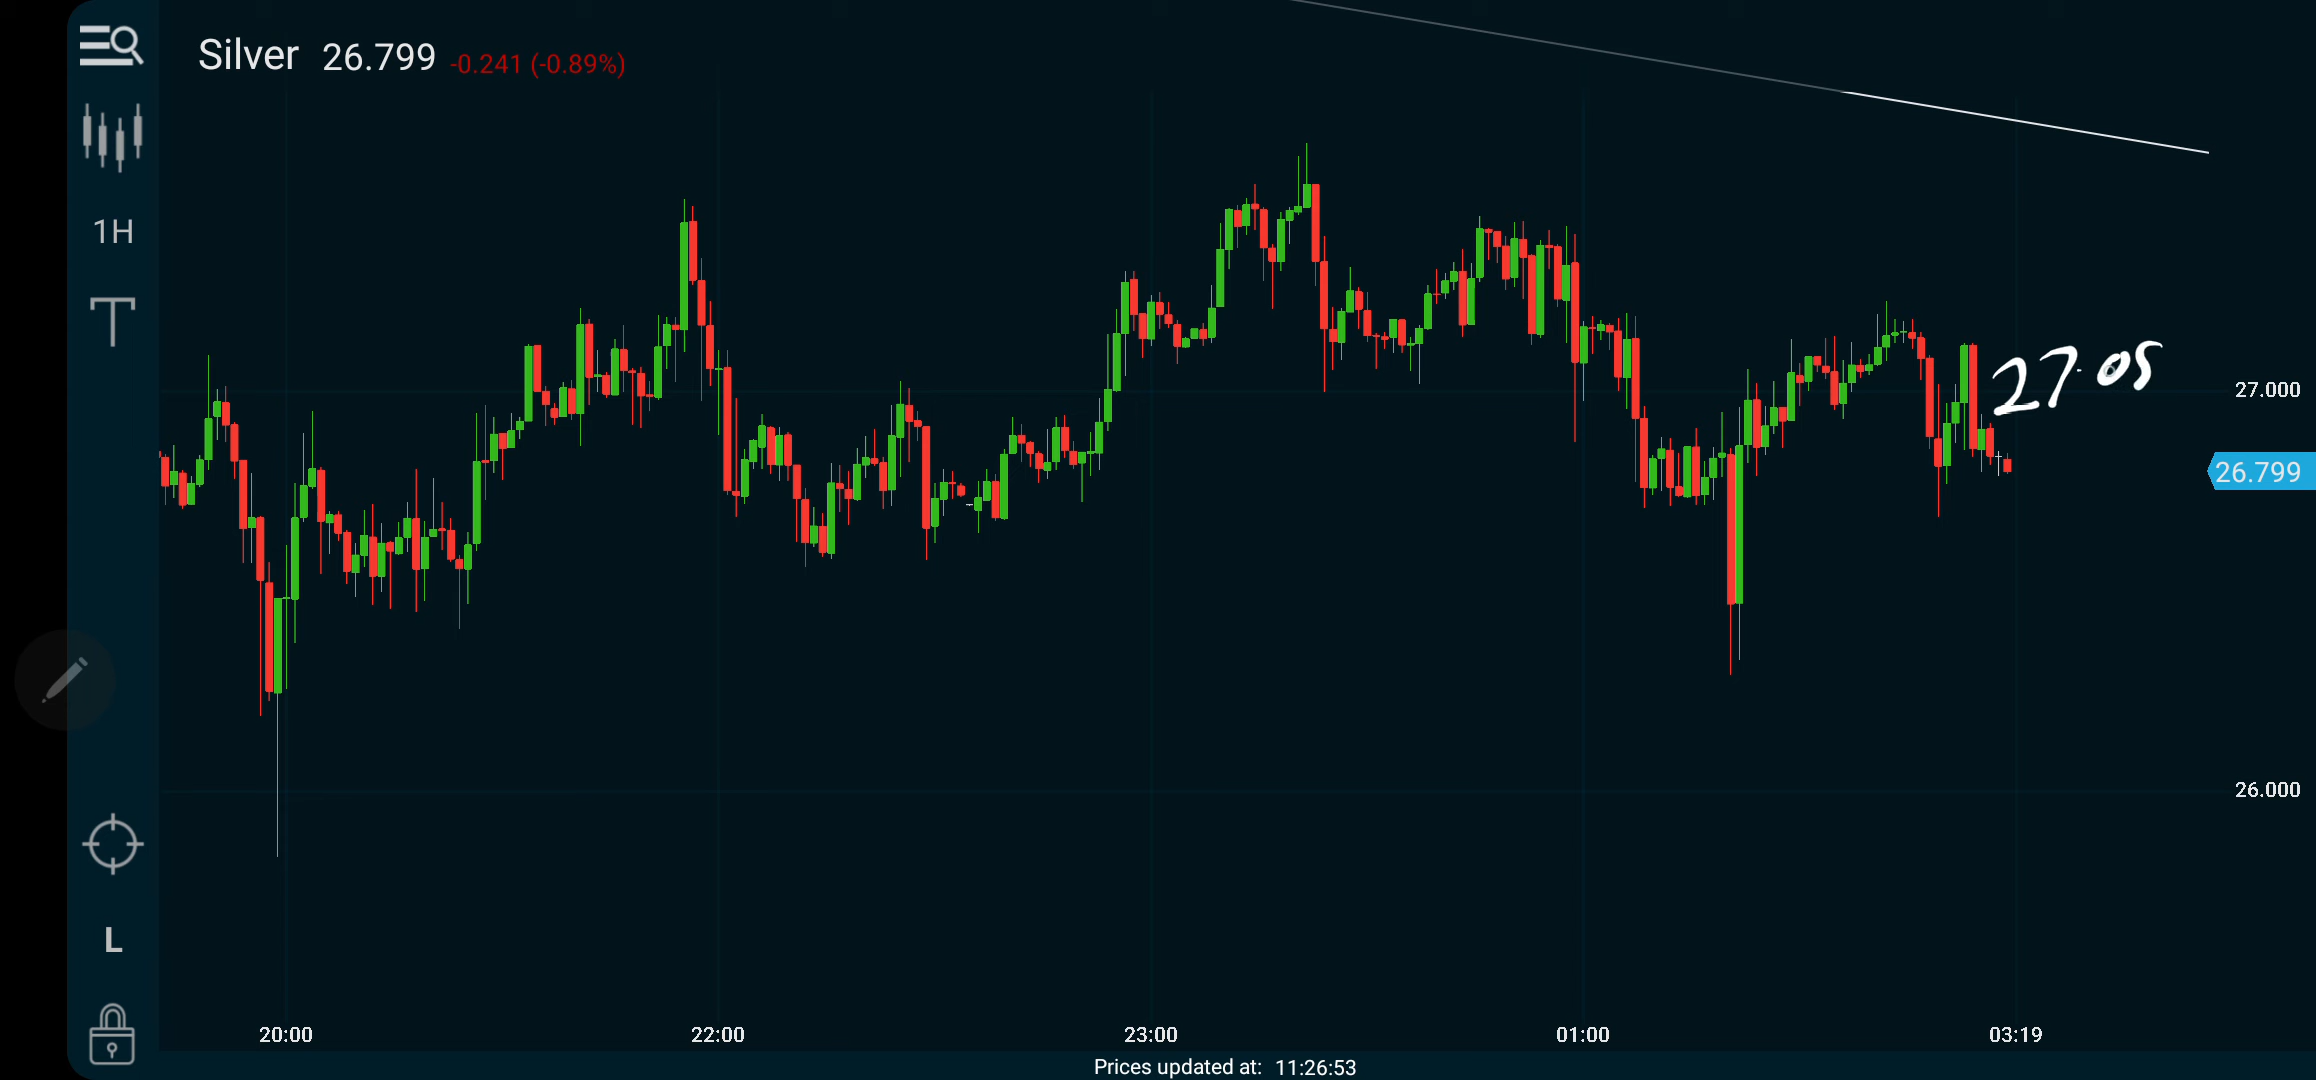 Silver 26.799 -0.241 (-0.89%)
1H
T
27.05
27.000
26.799
26.000
L
20:00 22:00 23:00 01:00 03:19
Prices updated at: 11:26:53